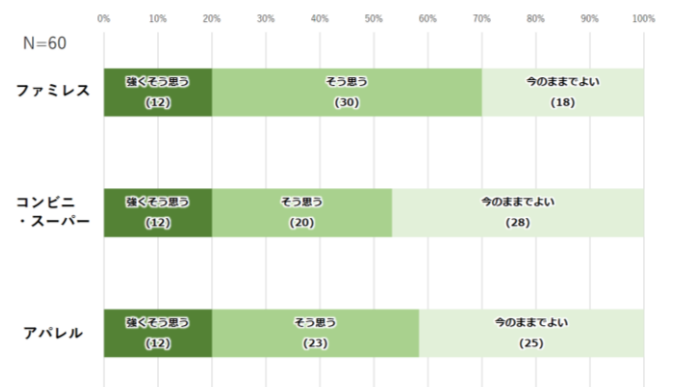 0% 10% 20% 30% 40% 50% 60% 70% 80% 90% 100%
N=60
ファミレス
強くそう思う そう思う 今のままでよい
(12) (30) (18)
コンビニ
・スーパー
強くそう思う そう思う 今のままでよい
(12) (20) (28)
アパレル
強くそう思う そう思う 今のままでよい
(12) (23) (25)